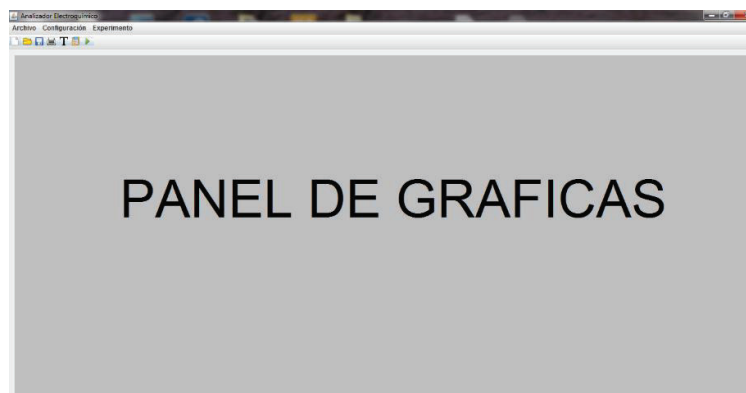 Analizador Electroquímico
Archivo Configuración Experimento
T
PANEL DE GRAFICAS